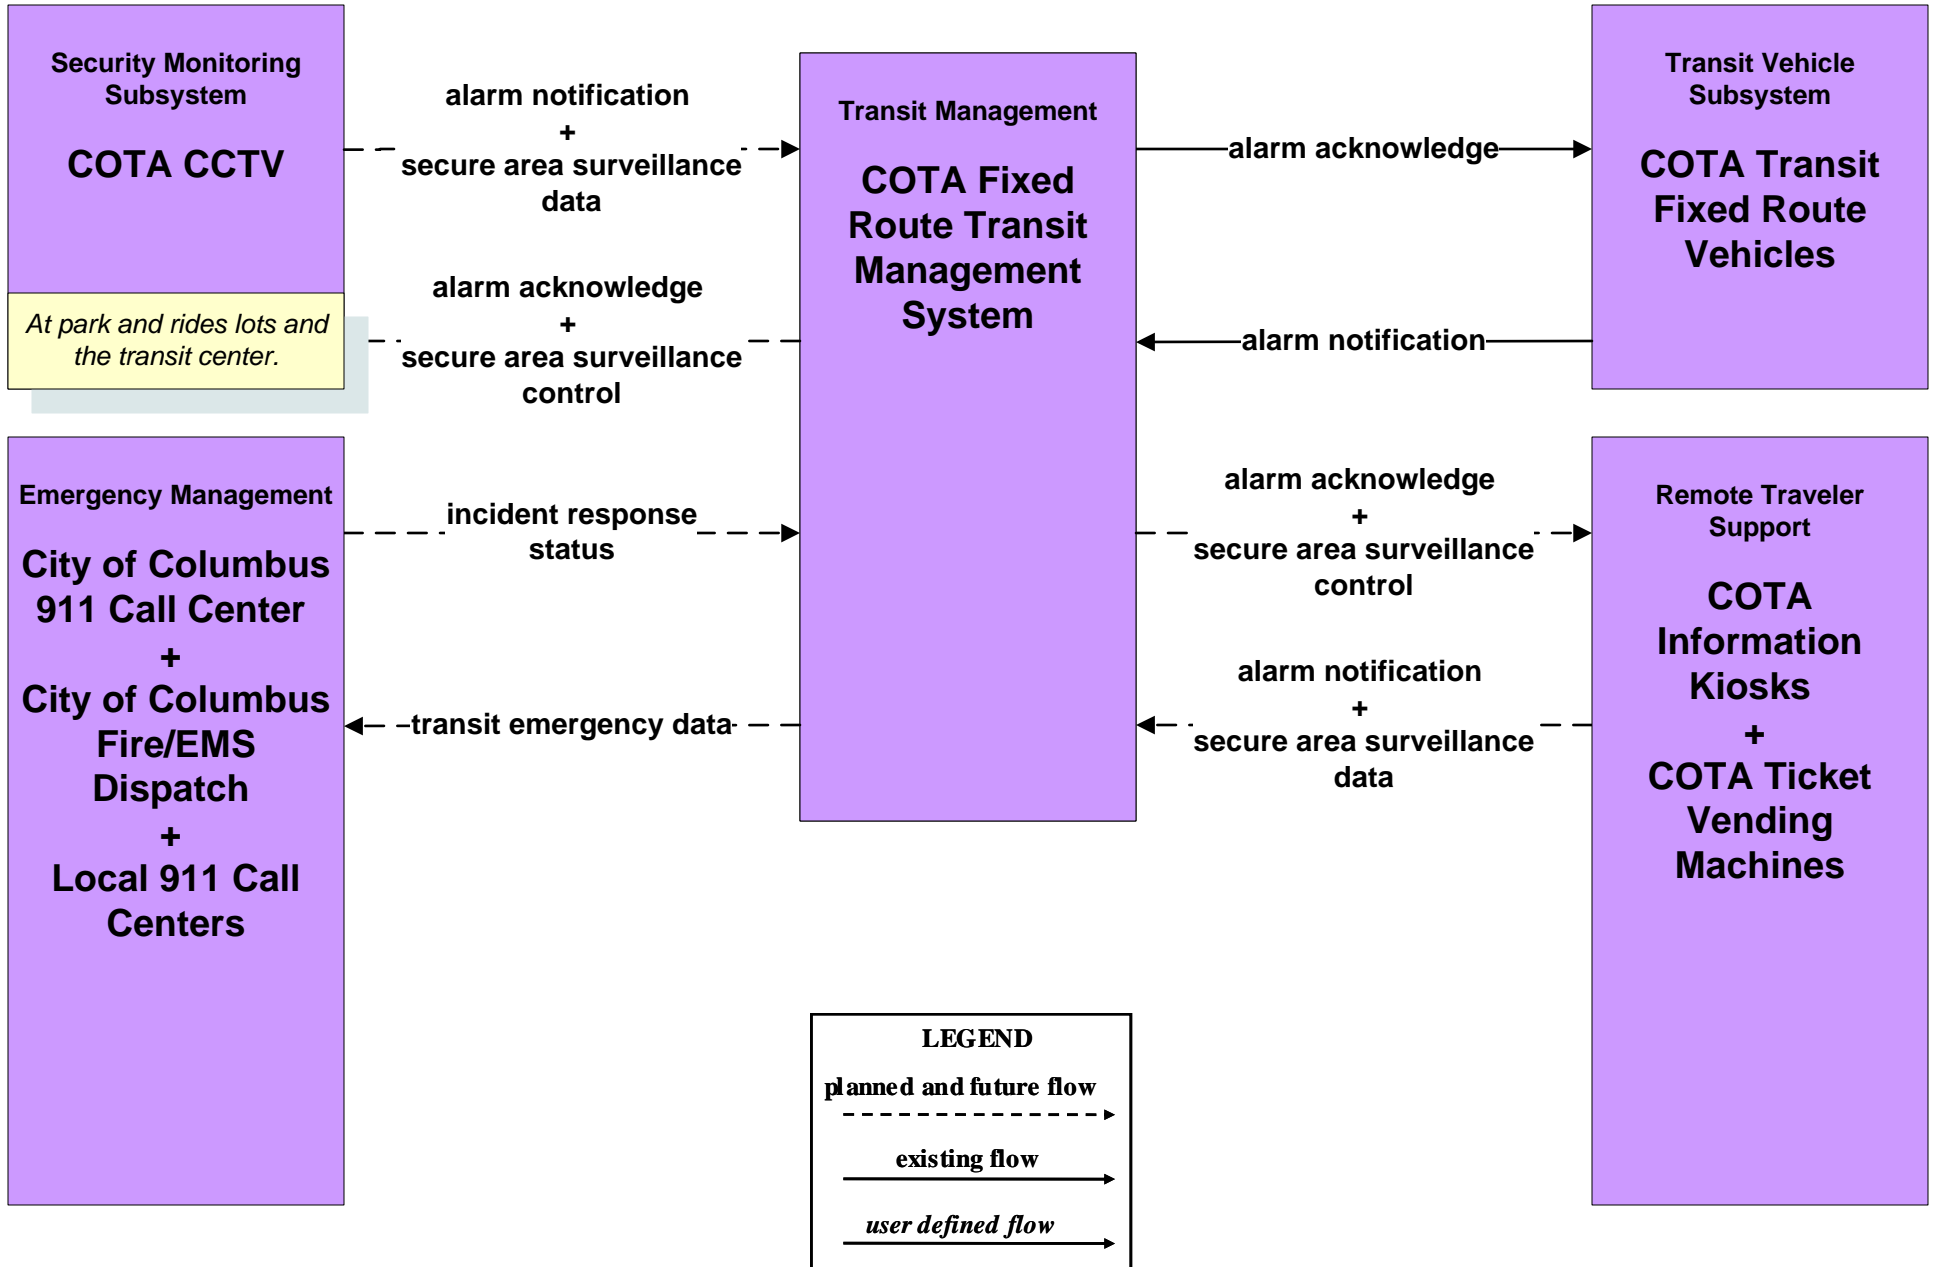 Security Monitoring
Subsystem
COTA CCTV
At park and rides lots and
the transit center.
alarm notification
+
secure area surveillance
data
alarm acknowledge
+
secure area surveillance
control
Transit Management
COTA Fixed
Route Transit
Management
System
alarm acknowledge
alarm notification
Transit Vehicle
Subsystem
COTA Transit
Fixed Route
Vehicles
Emergency Management
City of Columbus
911 Call Center
+
City of Columbus
Fire/EMS
Dispatch
+
Local 911 Call
Centers
incident response
status
transit emergency data
alarm acknowledge
+
secure area surveillance
control
alarm notification
+
secure area surveillance
data
Remote Traveler
Support
COTA
Information
Kiosks
+
COTA Ticket
Vending
Machines
LEGEND
planned and future flow
existing flow
user defined flow